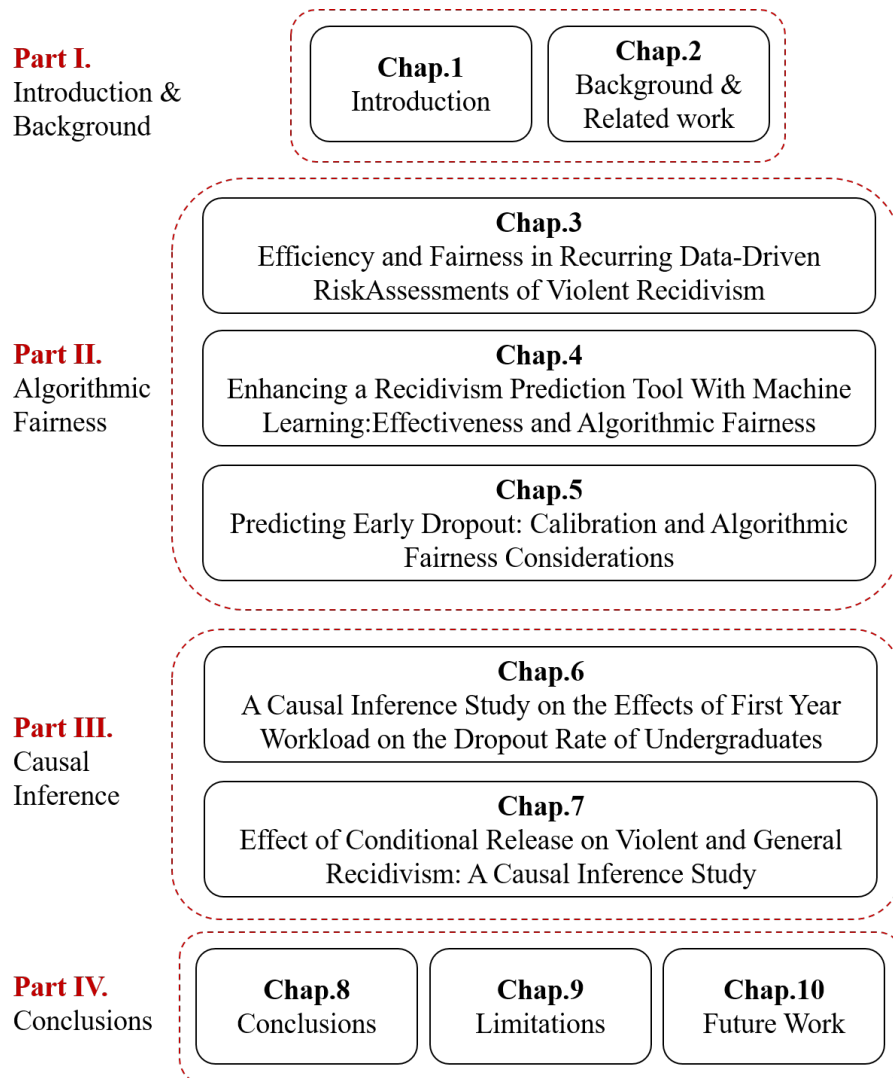 Part I.
Introduction &
Background
Chap.1
Introduction
Chap.2
Background &
Related work
Part II.
Algorithmic
Fairness
Chap.3
Efficiency and Fairness in Recurring Data-Driven
RiskAssessments of Violent Recidivism
Chap.4
Enhancing a Recidivism Prediction Tool With Machine
Learning:Effectiveness and Algorithmic Fairness
Chap.5
Predicting Early Dropout: Calibration and Algorithmic
Fairness Considerations
Part III.
Causal
Inference
Chap.6
A Causal Inference Study on the Effects of First Year
Workload on the Dropout Rate of Undergraduates
Chap.7
Effect of Conditional Release on Violent and General
Recidivism: A Causal Inference Study
Part IV.
Conclusions
Chap.8
Conclusions
Chap.9
Limitations
Chap.10
Future Work